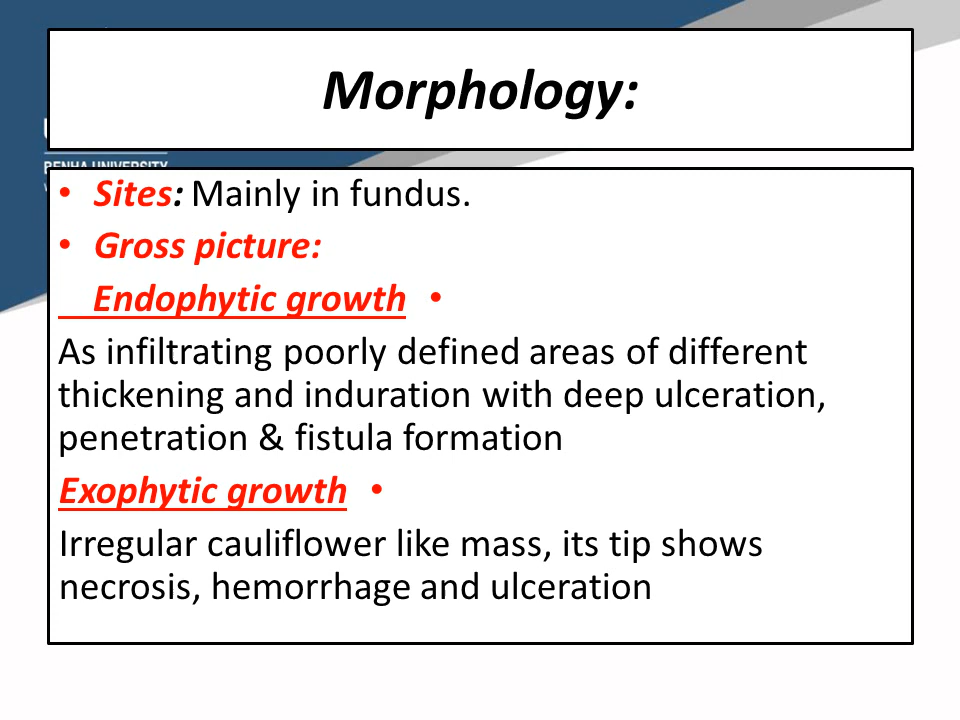 Morphology:
BENHA UNIVERSITY
• Sites: Mainly in fundus.
• Gross picture:
Endophytic growth •
As infiltrating poorly defined areas of different
thickening and induration with deep ulceration,
penetration & fistula formation
Exophytic growth •
Irregular cauliflower like mass, its tip shows
necrosis, hemorrhage and ulceration